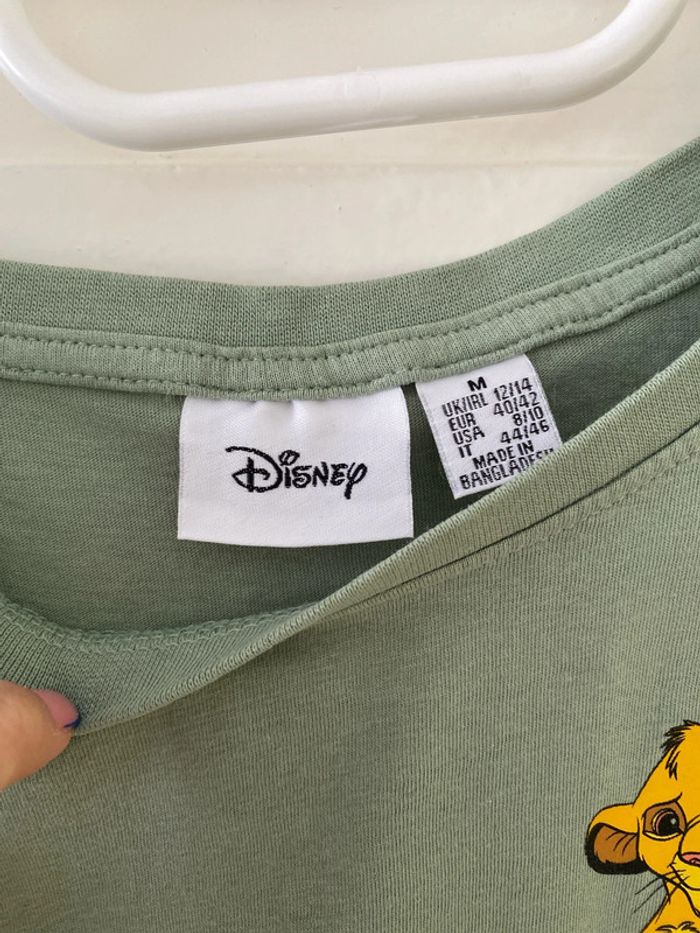 Disney
M
UK/IRL 12/14
EUR 40/42
USA 8/10
IT 44/46
MADE IN
BANGLADESH